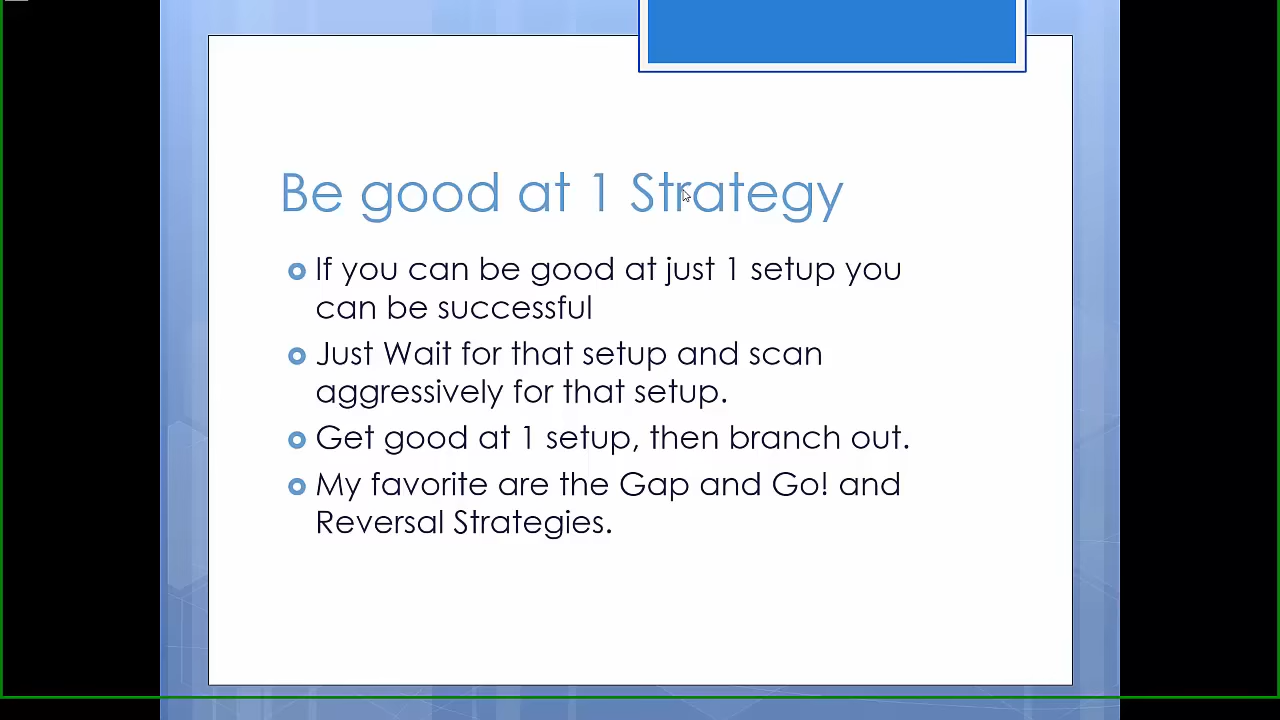 Be good at 1 Strategy
If you can be good at just 1 setup you
can be successful
Just Wait for that setup and scan
aggressively for that setup.
Get good at 1 setup, then branch out.
My favorite are the Gap and Go! and
Reversal Strategies.